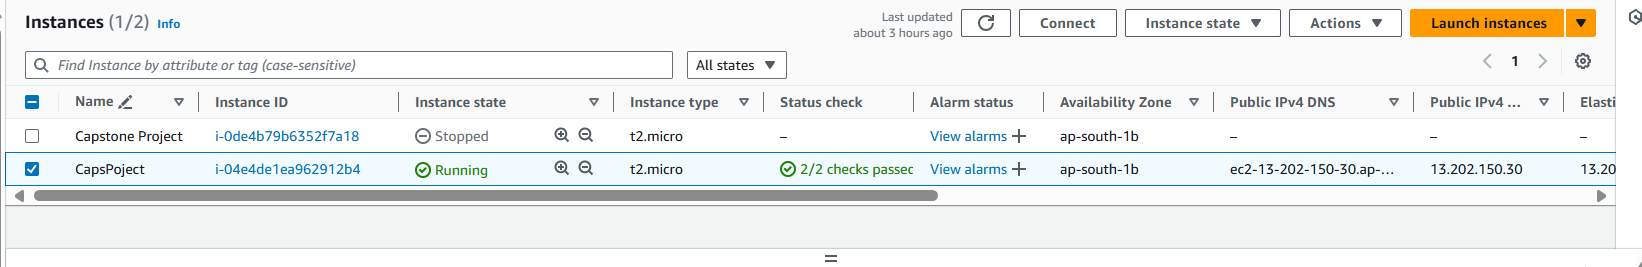 Instances (1/2) Info
Last updated
about 3 hours ago
Connect
Instance state
Actions
Launch instances
Find Instance by attribute or tag (case-sensitive)
All states
1
Name Instance ID Instance state Instance type Status check Alarm status Availability Zone Public IPv4 DNS Public IPv4 ... Elasti
Capstone Project i-0de4b79b6352f7a18 Stopped t2.micro – View alarms + ap-south-1b – – –
CapsPoject i-04e4de1ea962912b4 Running t2.micro 2/2 checks passec View alarms + ap-south-1b ec2-13-202-150-30.ap-... 13.202.150.30 13.20